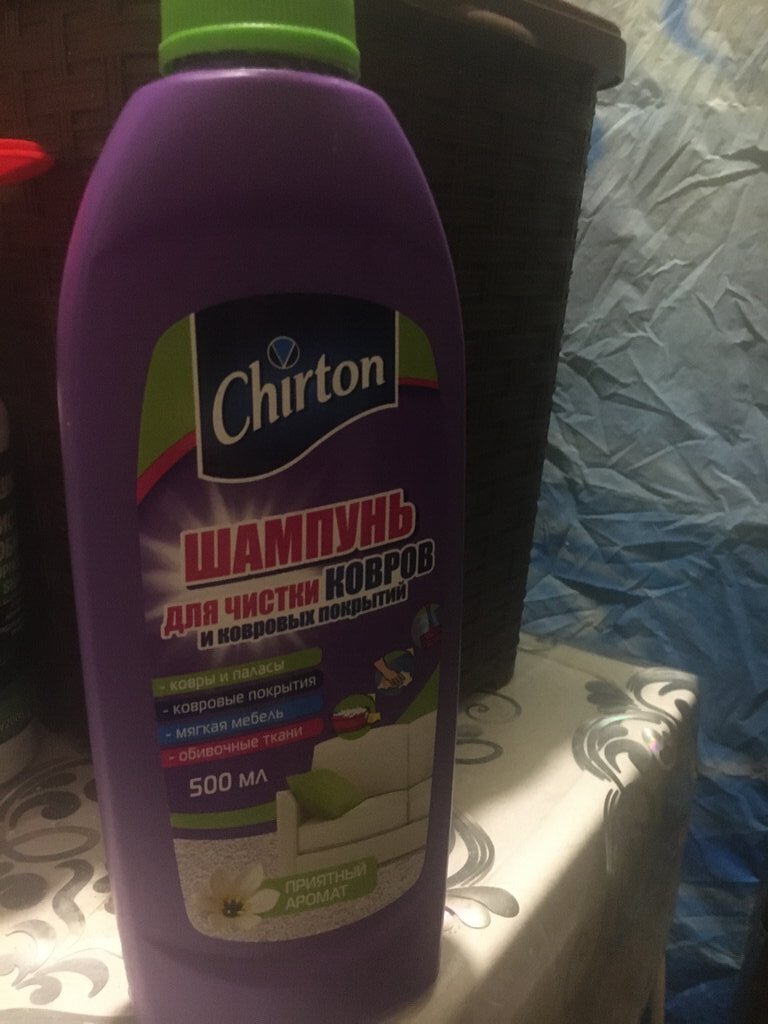 Chirton
ШАМПУНЬ
ДЛЯ ЧИСТКИ КОВРОВ
И КОВРОВЫХ ПОКРЫТИЙ
- ковры и паласы
- ковровые покрытия
- мягкая мебель
- обивочные ткани
500 мл
ПРИЯТНЫЙ
АРОМАТ